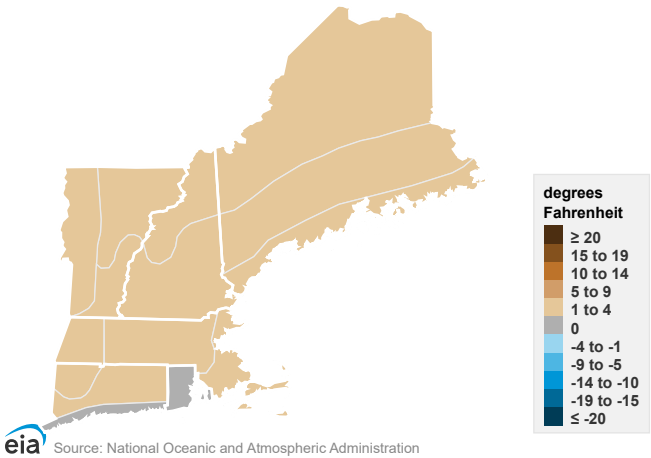 degrees
Fahrenheit
≥ 20
15 to 19
10 to 14
5 to 9
1 to 4
0
-4 to -1
-9 to -5
-14 to -10
-19 to -15
≤ -20
eia
Source: National Oceanic and Atmospheric Administration